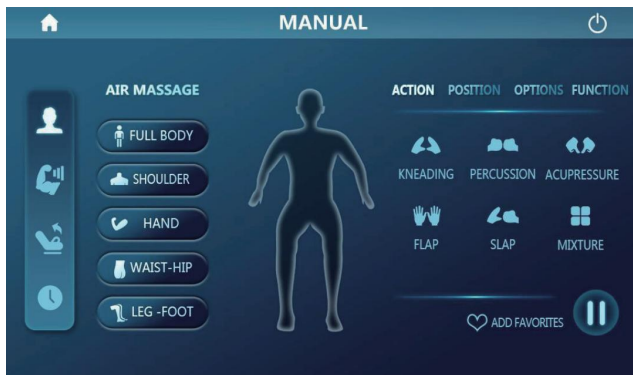 MANUAL
AIR MASSAGE
FULL BODY
SHOULDER
HAND
WAIST-HIP
LEG -FOOT
ACTION POSITION OPTIONS FUNCTION
KNEADING PERCUSSION ACUPRESSURE
FLAP SLAP MIXTURE
ADD FAVORITES